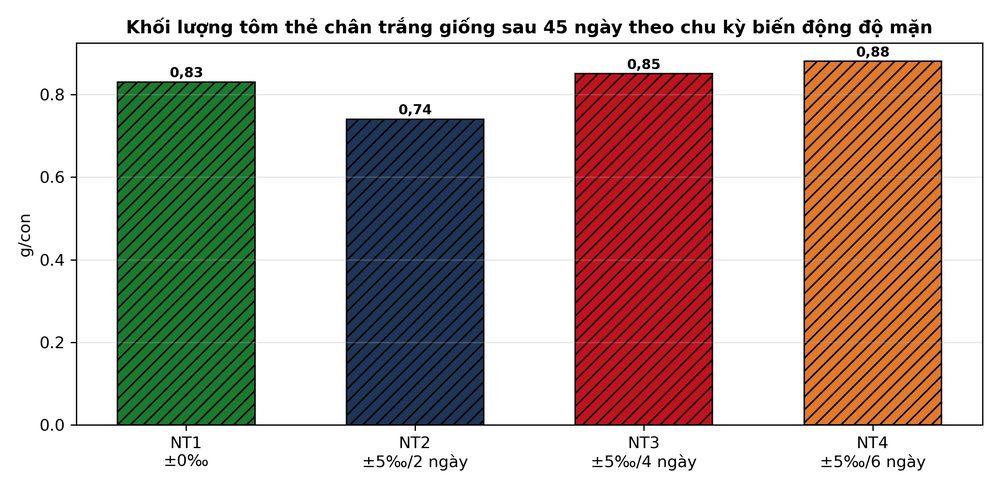 Khối lượng tôm thẻ chân trắng giống sau 45 ngày theo chu kỳ biến động độ mặn
g/con
0.8
0.6
0.4
0.2
0.0
0,83
0,74
0,85
0,88
NT1
±0‰
NT2
±5‰/2 ngày
NT3
±5‰/4 ngày
NT4
±5‰/6 ngày